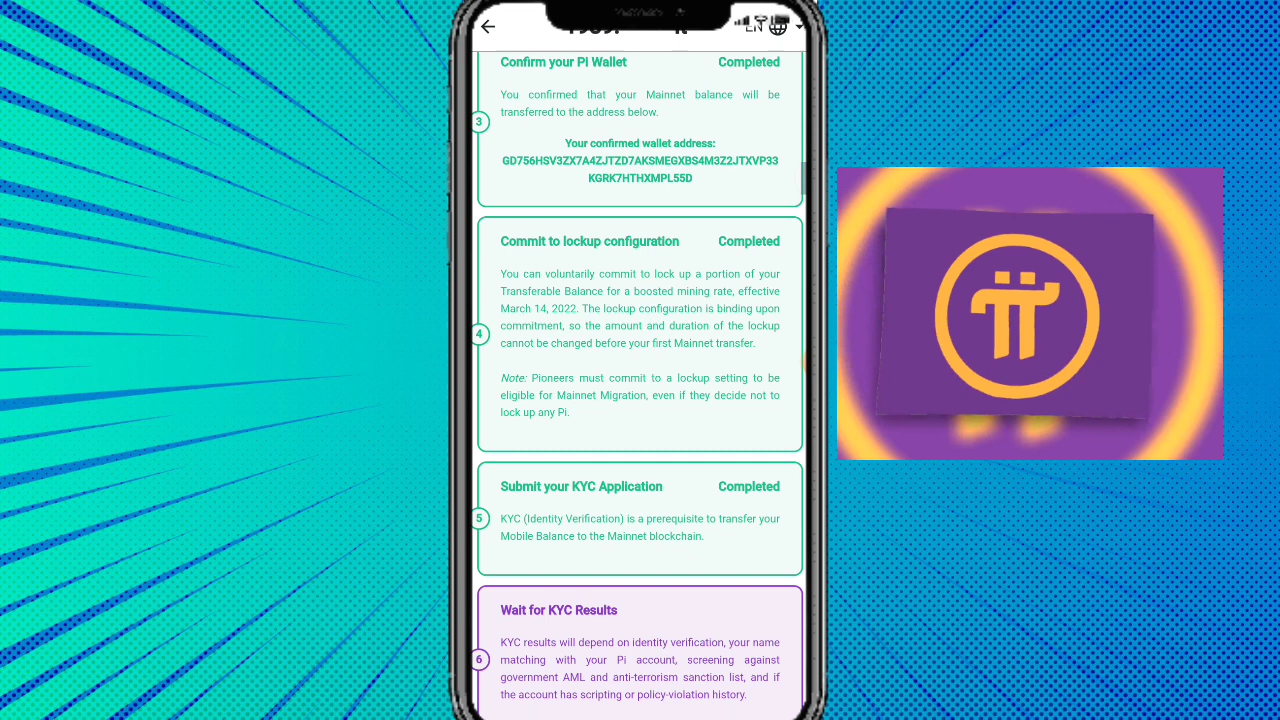 EN
Confirm your Pi Wallet Completed
You confirmed that your Mainnet balance will be
transferred to the address below.
3
Your confirmed wallet address:
GD756HSV3ZX7A4ZJTZD7AKSMEGXBS4M3Z2JTXVP33
KGRK7HTHXMPL55D
Commit to lockup configuration Completed
You can voluntarily commit to lock up a portion of your
Transferable Balance for a boosted mining rate, effective
March 14, 2022. The lockup configuration is binding upon
4
commitment, so the amount and duration of the lockup
cannot be changed before your first Mainnet transfer.
Note: Pioneers must commit to a lockup setting to be
eligible for Mainnet Migration, even if they decide not to
lock up any Pi.
Submit your KYC Application Completed
5
KYC (Identity Verification) is a prerequisite to transfer your
Mobile Balance to the Mainnet blockchain.
Wait for KYC Results
KYC results will depend on identity verification, your name
6
matching with your Pi account, screening against
government AML and anti-terrorism sanction list, and if
the account has scripting or policy-violation history.